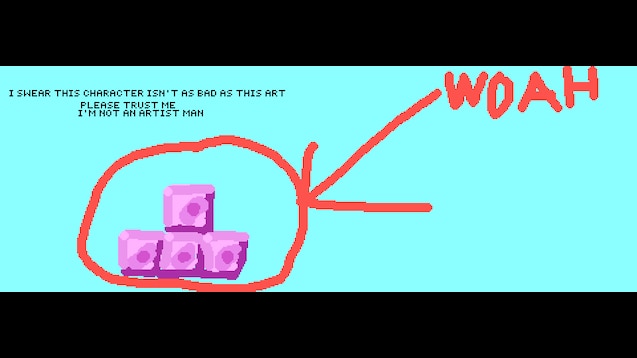 I SWEAR THIS CHARACTER ISN'T AS BAD AS THIS ART
PLEASE TRUST ME
I'M NOT AN ARTIST MAN
WOAH